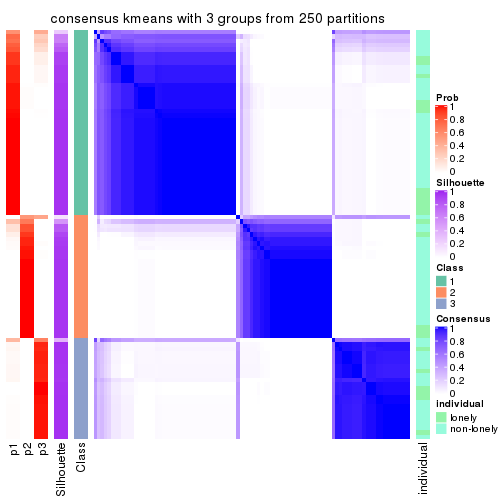 consensus kmeans with 3 groups from 250 partitions
Prob
1
0.8
0.6
0.4
0.2
0
Silhouette
1
0.8
0.6
0.4
0.2
0
Class
1
2
3
Consensus
1
0.8
0.6
0.4
0.2
0
individual
lonely
non-lonely
p1
p2
p3
Silhouette
Class
individual